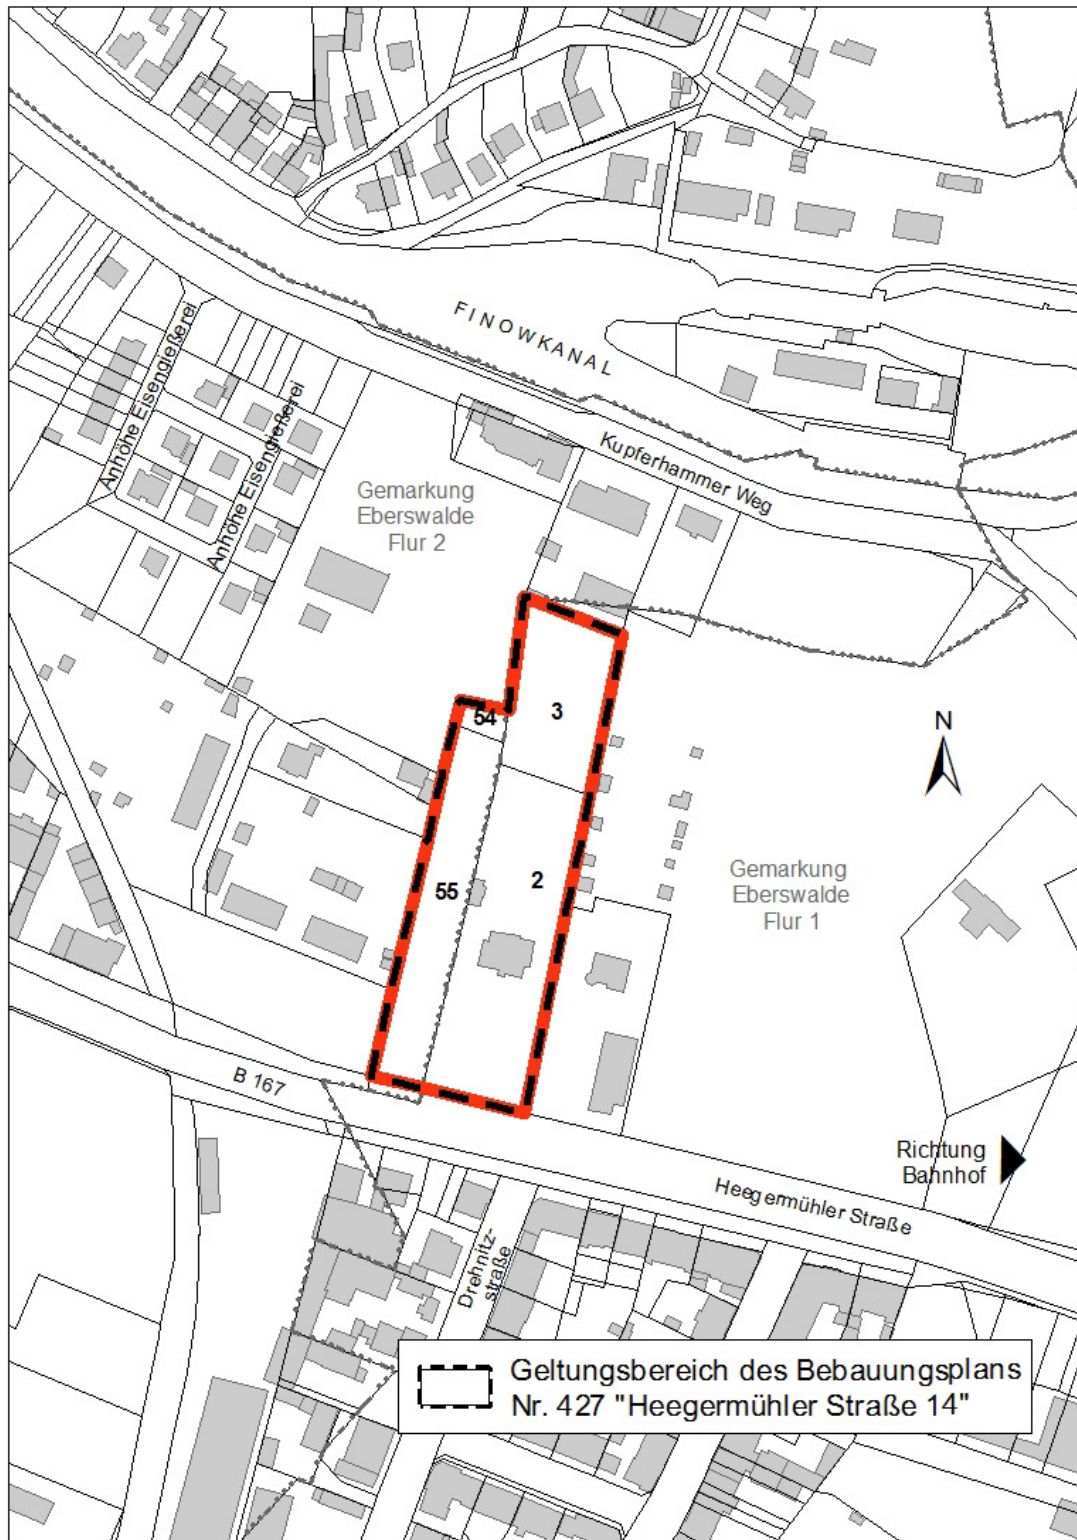 FINOWKANAL
Anhöhe Eisengießerei
Anhöhe Eisengießerei
Kupferhammer Weg
Gemarkung
Eberswalde
Flur 2
54
3
N
55
2
Gemarkung
Eberswalde
Flur 1
B 167
Richtung
Bahnhof
Heegermühler Straße
Drehnitz-
straße
Geltungsbereich des Bebauungsplans
Nr. 427 "Heegermühler Straße 14"